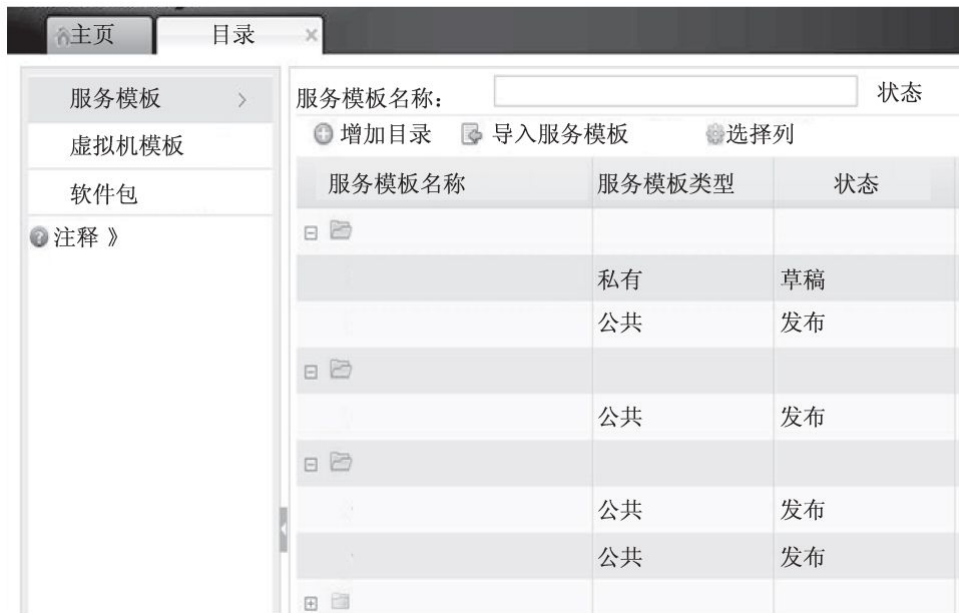 主页
目录
服务模板
虚拟机模板
软件包
注释 》
服务模板名称： 状态
增加目录 导入服务模板 选择列
服务模板名称 服务模板类型 状态
私有 草稿
公共 发布
公共 发布
公共 发布
公共 发布